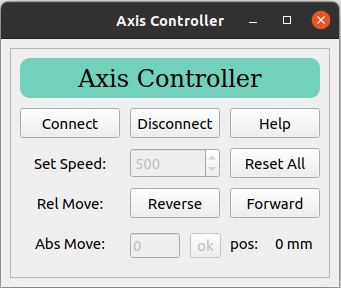 Axis Controller
Axis Controller
Connect Disconnect Help
Set Speed: 500 Reset All
Rel Move: Reverse Forward
Abs Move: 0 ok pos: 0 mm